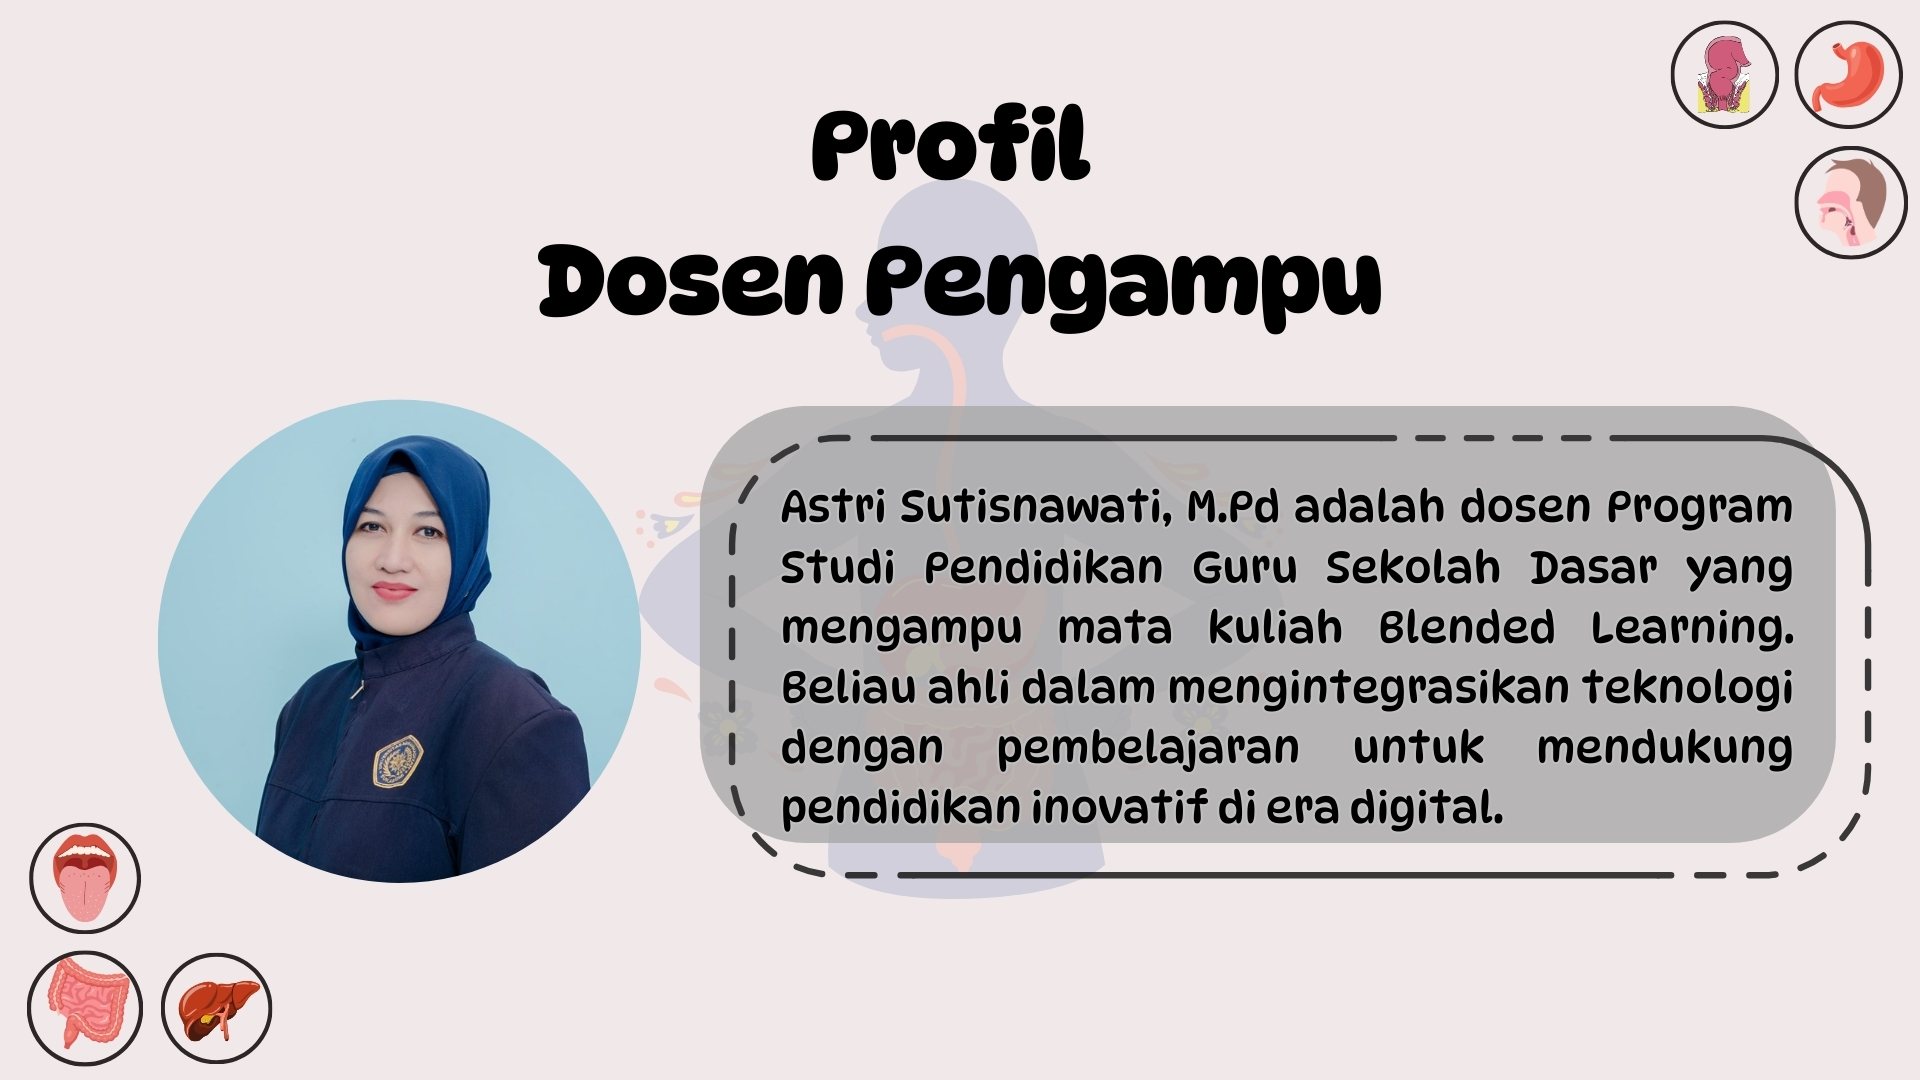 Profil
Dosen Pengampu
Astri Sutisnawati, M.Pd adalah dosen Program
Studi Pendidikan Guru Sekolah Dasar yang
mengampu mata kuliah Blended Learning.
Beliau ahli dalam mengintegrasikan teknologi
dengan pembelajaran untuk mendukung
pendidikan inovatif di era digital.